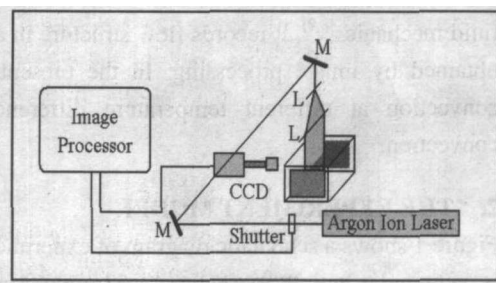 M
L
Image
Processor
L
CCD
M
Shutter
Argon Ion Laser